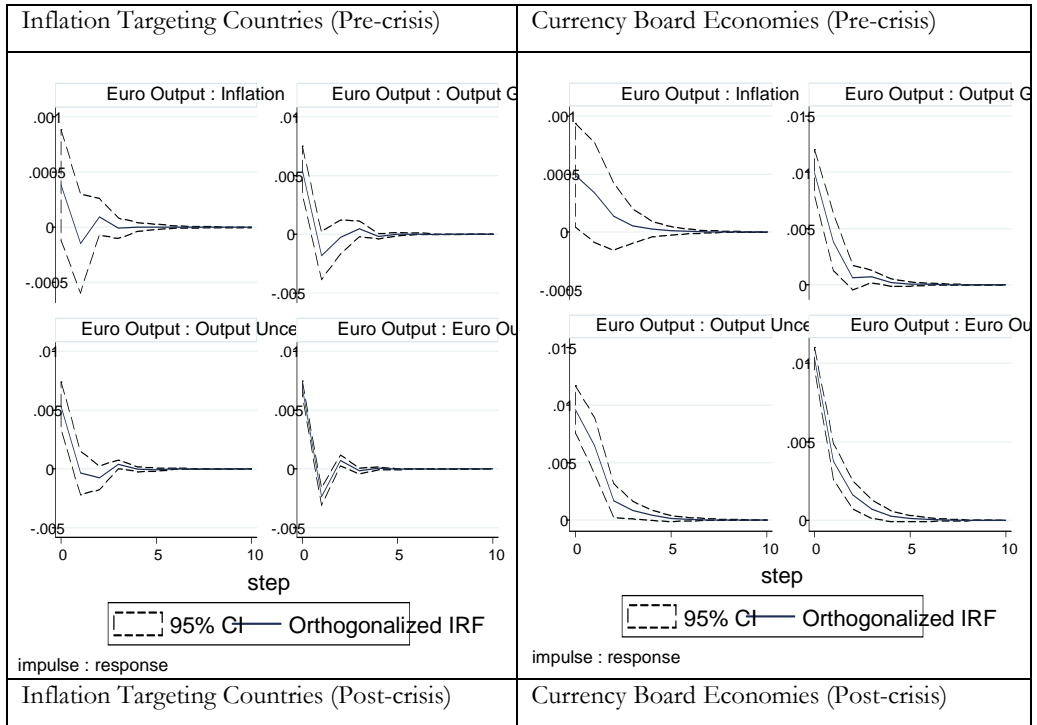 Inflation Targeting Countries (Pre-crisis)
Currency Board Economies (Pre-crisis)
Euro Output : Inflation
Euro Output : Output G
.001
.0005
0
-.0005
.01
.005
0
-.005
Euro Output : Output Unce
Euro Output : Euro Ou
.01
.005
0
-.005
.01
.005
0
-.005
0 5 10
0 5 10
step
95% CI Orthogonalized IRF
impulse : response
Euro Output : Inflation
Euro Output : Output G
.001
.0005
0
-.0005
.015
.01
.005
0
Euro Output : Output Unce
Euro Output : Euro Ou
.015
.01
.005
0
.01
.005
0
0 5 10
0 5 10
step
95% CI Orthogonalized IRF
impulse : response
Inflation Targeting Countries (Post-crisis)
Currency Board Economies (Post-crisis)